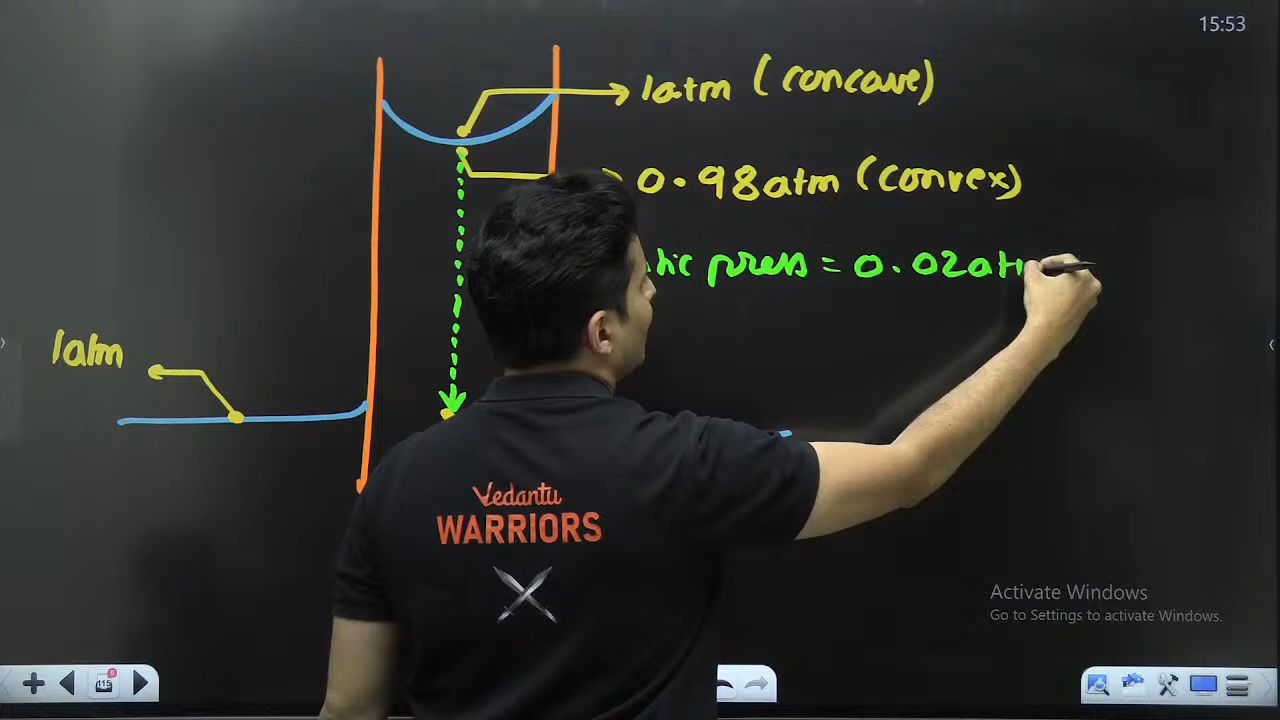 15:53
1atm (concave)
0.98atm (convex)
press = 0.02at
1atm
Vedantu
WARRIORS
Activate Windows
Go to Settings to activate Windows.
115